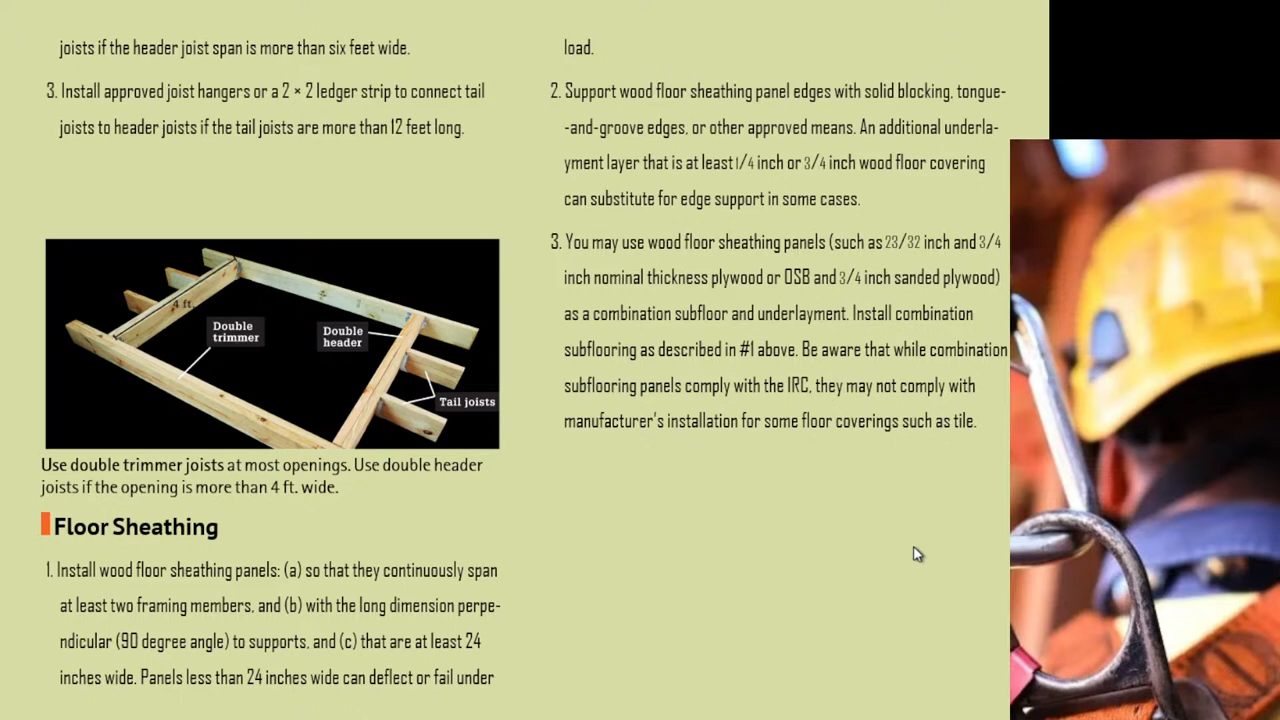 joists if the header joist span is more than six feet wide.
3. Install approved joist hangers or a 2 × 2 ledger strip to connect tail
joists to header joists if the tail joists are more than 12 feet long.
4 ft.
Double
trimmer
Double
header
Tail joists
Use double trimmer joists at most openings. Use double header
joists if the opening is more than 4 ft. wide.
Floor Sheathing
1. Install wood floor sheathing panels: (a) so that they continuously span
at least two framing members, and (b) with the long dimension perpe-
ndicular (90 degree angle) to supports, and (c) that are at least 24
inches wide. Panels less than 24 inches wide can deflect or fail under
load.
2. Support wood floor sheathing panel edges with solid blocking, tongue-
-and-groove edges, or other approved means. An additional underla-
yment layer that is at least 1/4 inch or 3/4 inch wood floor covering
can substitute for edge support in some cases.
3. You may use wood floor sheathing panels (such as 23/32 inch and 3/4
inch nominal thickness plywood or OSB and 3/4 inch sanded plywood)
as a combination subfloor and underlayment. Install combination
subflooring as described in #1 above. Be aware that while combination
subflooring panels comply with the IRC, they may not comply with
manufacturer's installation for some floor coverings such as tile.